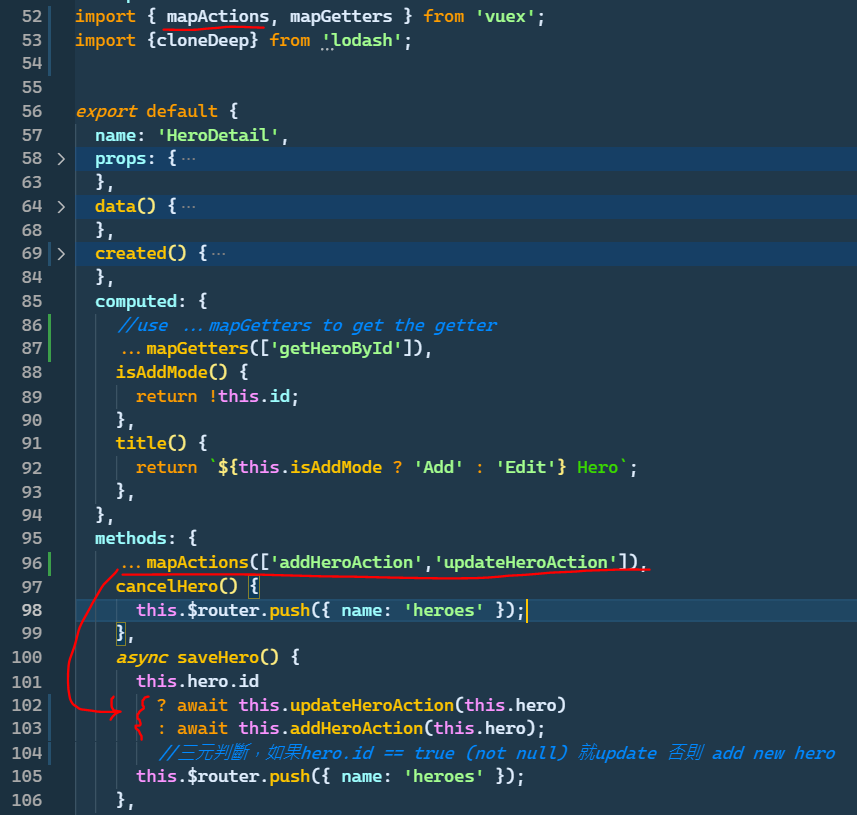 52 import { mapActions, mapGetters } from 'vuex';
53 import {cloneDeep} from 'lodash';
54
55
56 export default {
57 name: 'HeroDetail',
58 props: { ...
63 },
64 data() { ...
68 },
69 created() { ...
84 },
85 computed: {
86 //use ...mapGetters to get the getter
87 ...mapGetters(['getHeroById']),
88 isAddMode() {
89 return !this.id;
90 },
91 title() {
92 return `${this.isAddMode ? 'Add' : 'Edit'} Hero`;
93 },
94 },
95 methods: {
96 ...mapActions(['addHeroAction','updateHeroAction']),
97 cancelHero() {
98 this.$router.push({ name: 'heroes' });
99 },
100 async saveHero() {
101 this.hero.id
102 ? await this.updateHeroAction(this.hero)
103 : await this.addHeroAction(this.hero);
104 //三元判斷，如果hero.id == true (not null) 就update 否則 add new hero
105 this.$router.push({ name: 'heroes' });
106 },